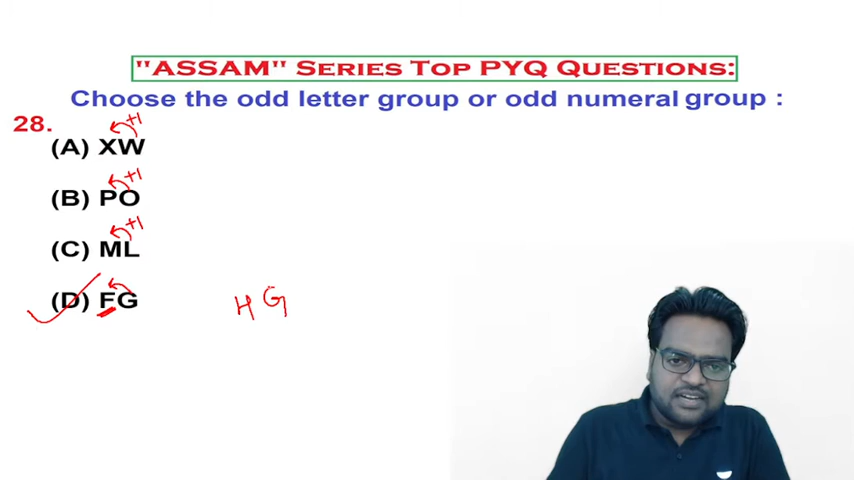 "ASSAM" SERIES TOP PYQ QUESTIONS:
Choose the odd letter group or odd numeral group :
28.
+1
(A) XW
+1
(B) PO
+1
(C) ML
(D) FG
HG